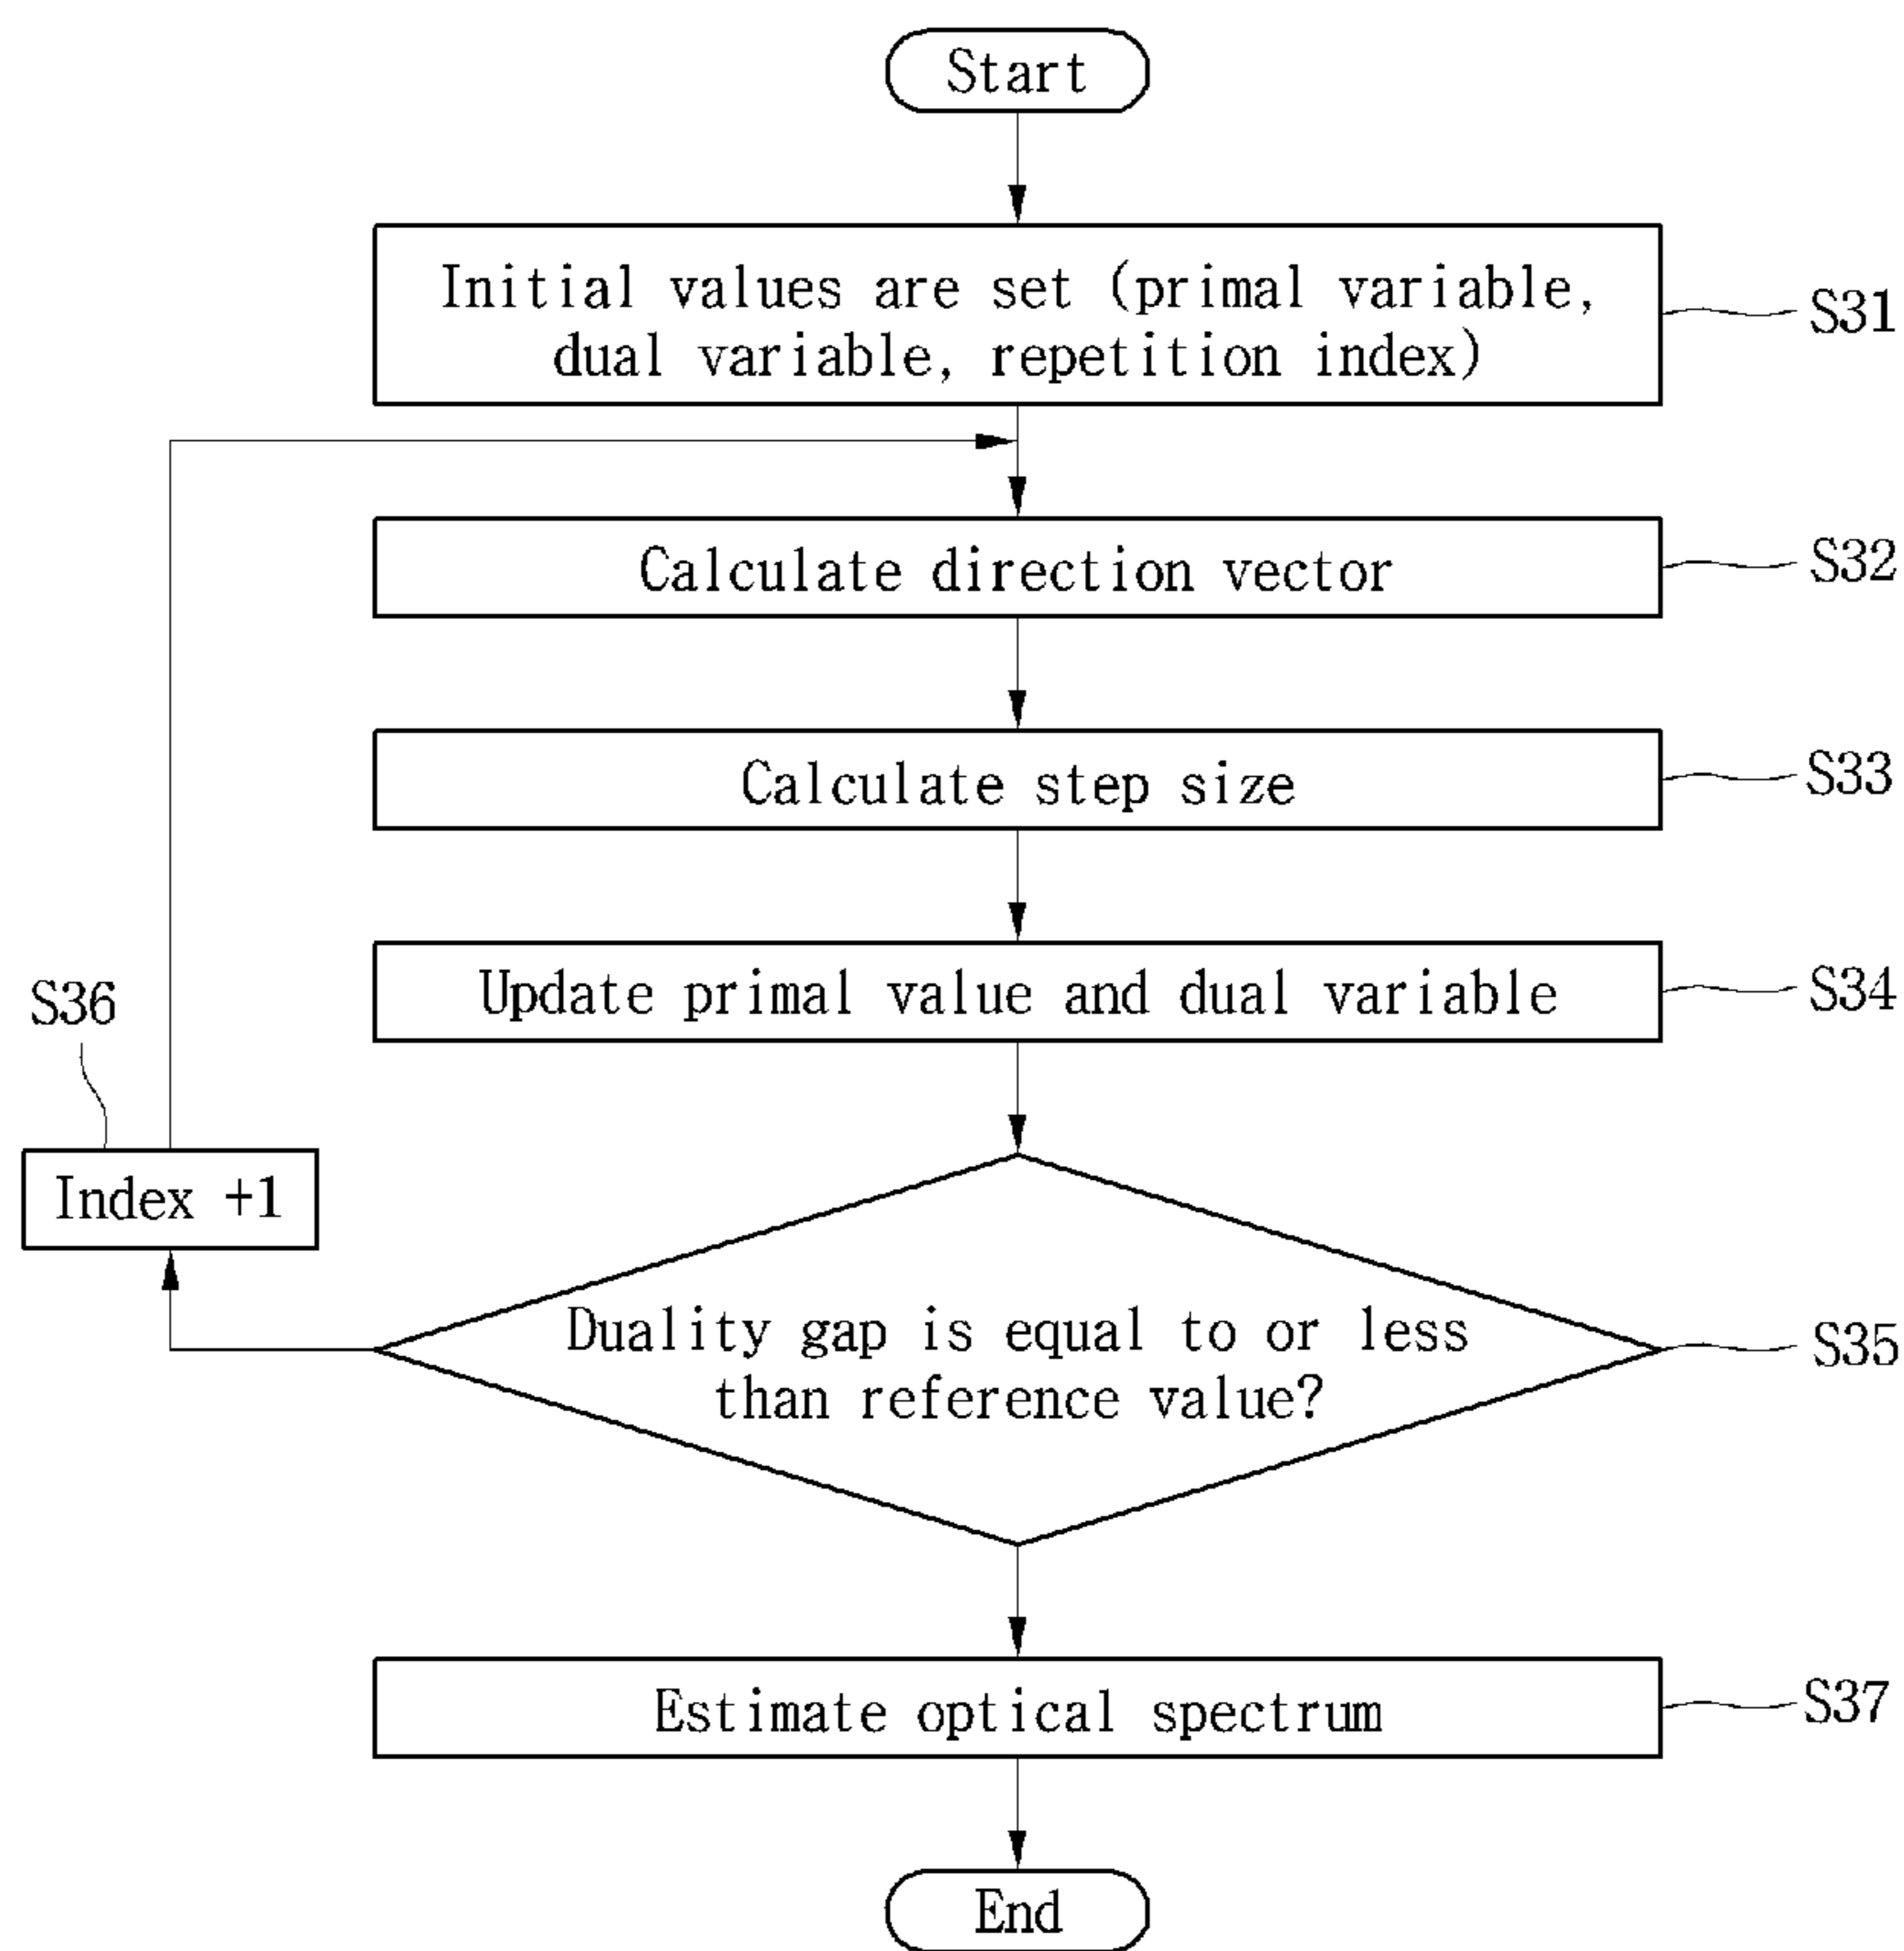 Start
Initial values are set (primal variable,
dual variable, repetition index)
S31
Calculate direction vector
S32
Calculate step size
S33
Update primal value and dual variable
S34
S36
Index +1
Duality gap is equal to or less
than reference value?
S35
Estimate optical spectrum
S37
End